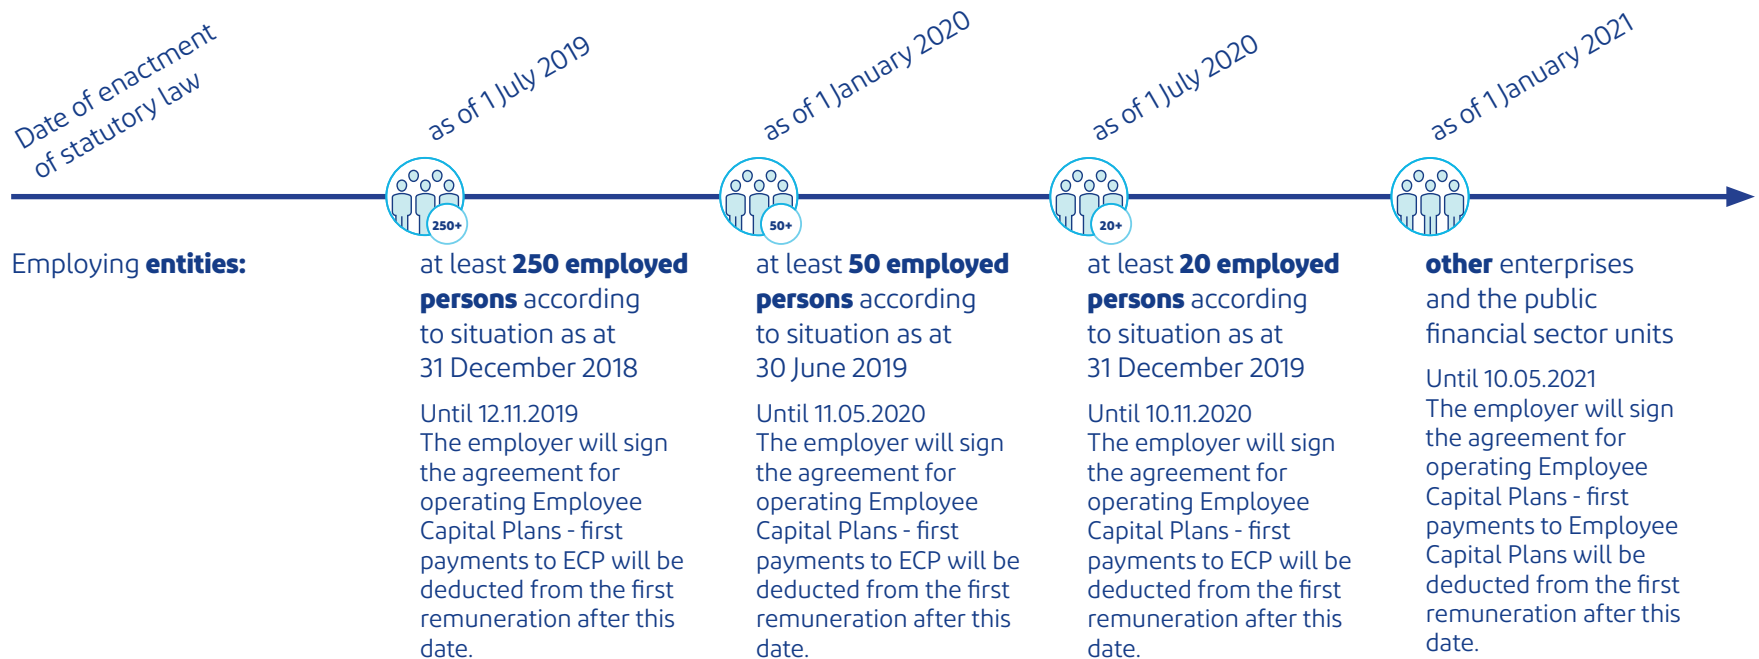 Date of enactment
of statutory law
as of 1 July 2019
as of 1 January 2020
as of 1 July 2020
as of 1 January 2021
250+
50+
20+
Employing entities:
at least 250 employed
persons according
to situation as at
31 December 2018
Until 12.11.2019
The employer will sign
the agreement for
operating Employee
Capital Plans - first
payments to ECP will be
deducted from the first
remuneration after this
date.
at least 50 employed
persons according
to situation as at
30 June 2019
Until 11.05.2020
The employer will sign
the agreement for
operating Employee
Capital Plans - first
payments to ECP will be
deducted from the first
remuneration after this
date.
at least 20 employed
persons according
to situation as at
31 December 2019
Until 10.11.2020
The employer will sign
the agreement for
operating Employee
Capital Plans - first
payments to ECP will be
deducted from the first
remuneration after this
date.
other enterprises
and the public
financial sector units
Until 10.05.2021
The employer will sign
the agreement for
operating Employee
Capital Plans - first
payments to Employee
Capital Plans will be
deducted from the first
remuneration after this
date.